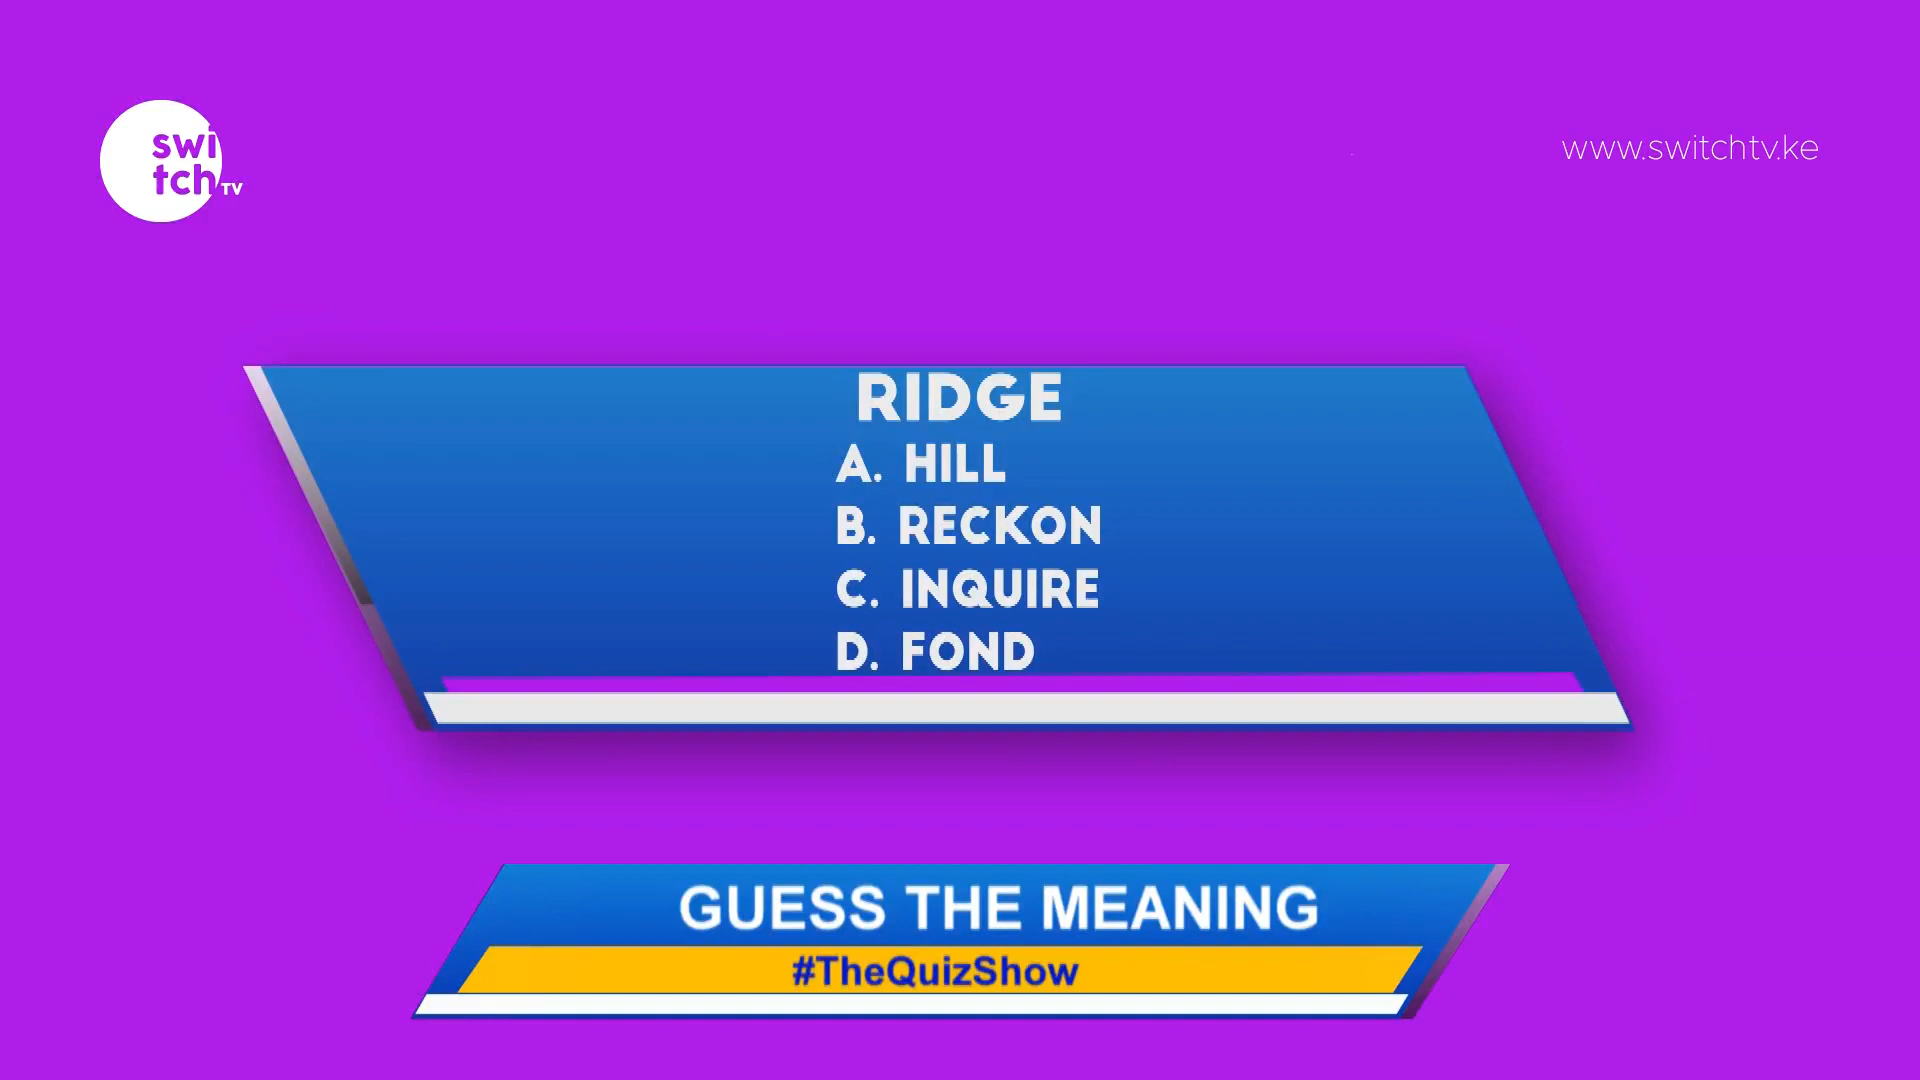 swi
tch TV
www.switchtv.ke
RIDGE
A. HILL
B. RECKON
C. INQUIRE
D. FOND
GUESS THE MEANING
#TheQuizShow